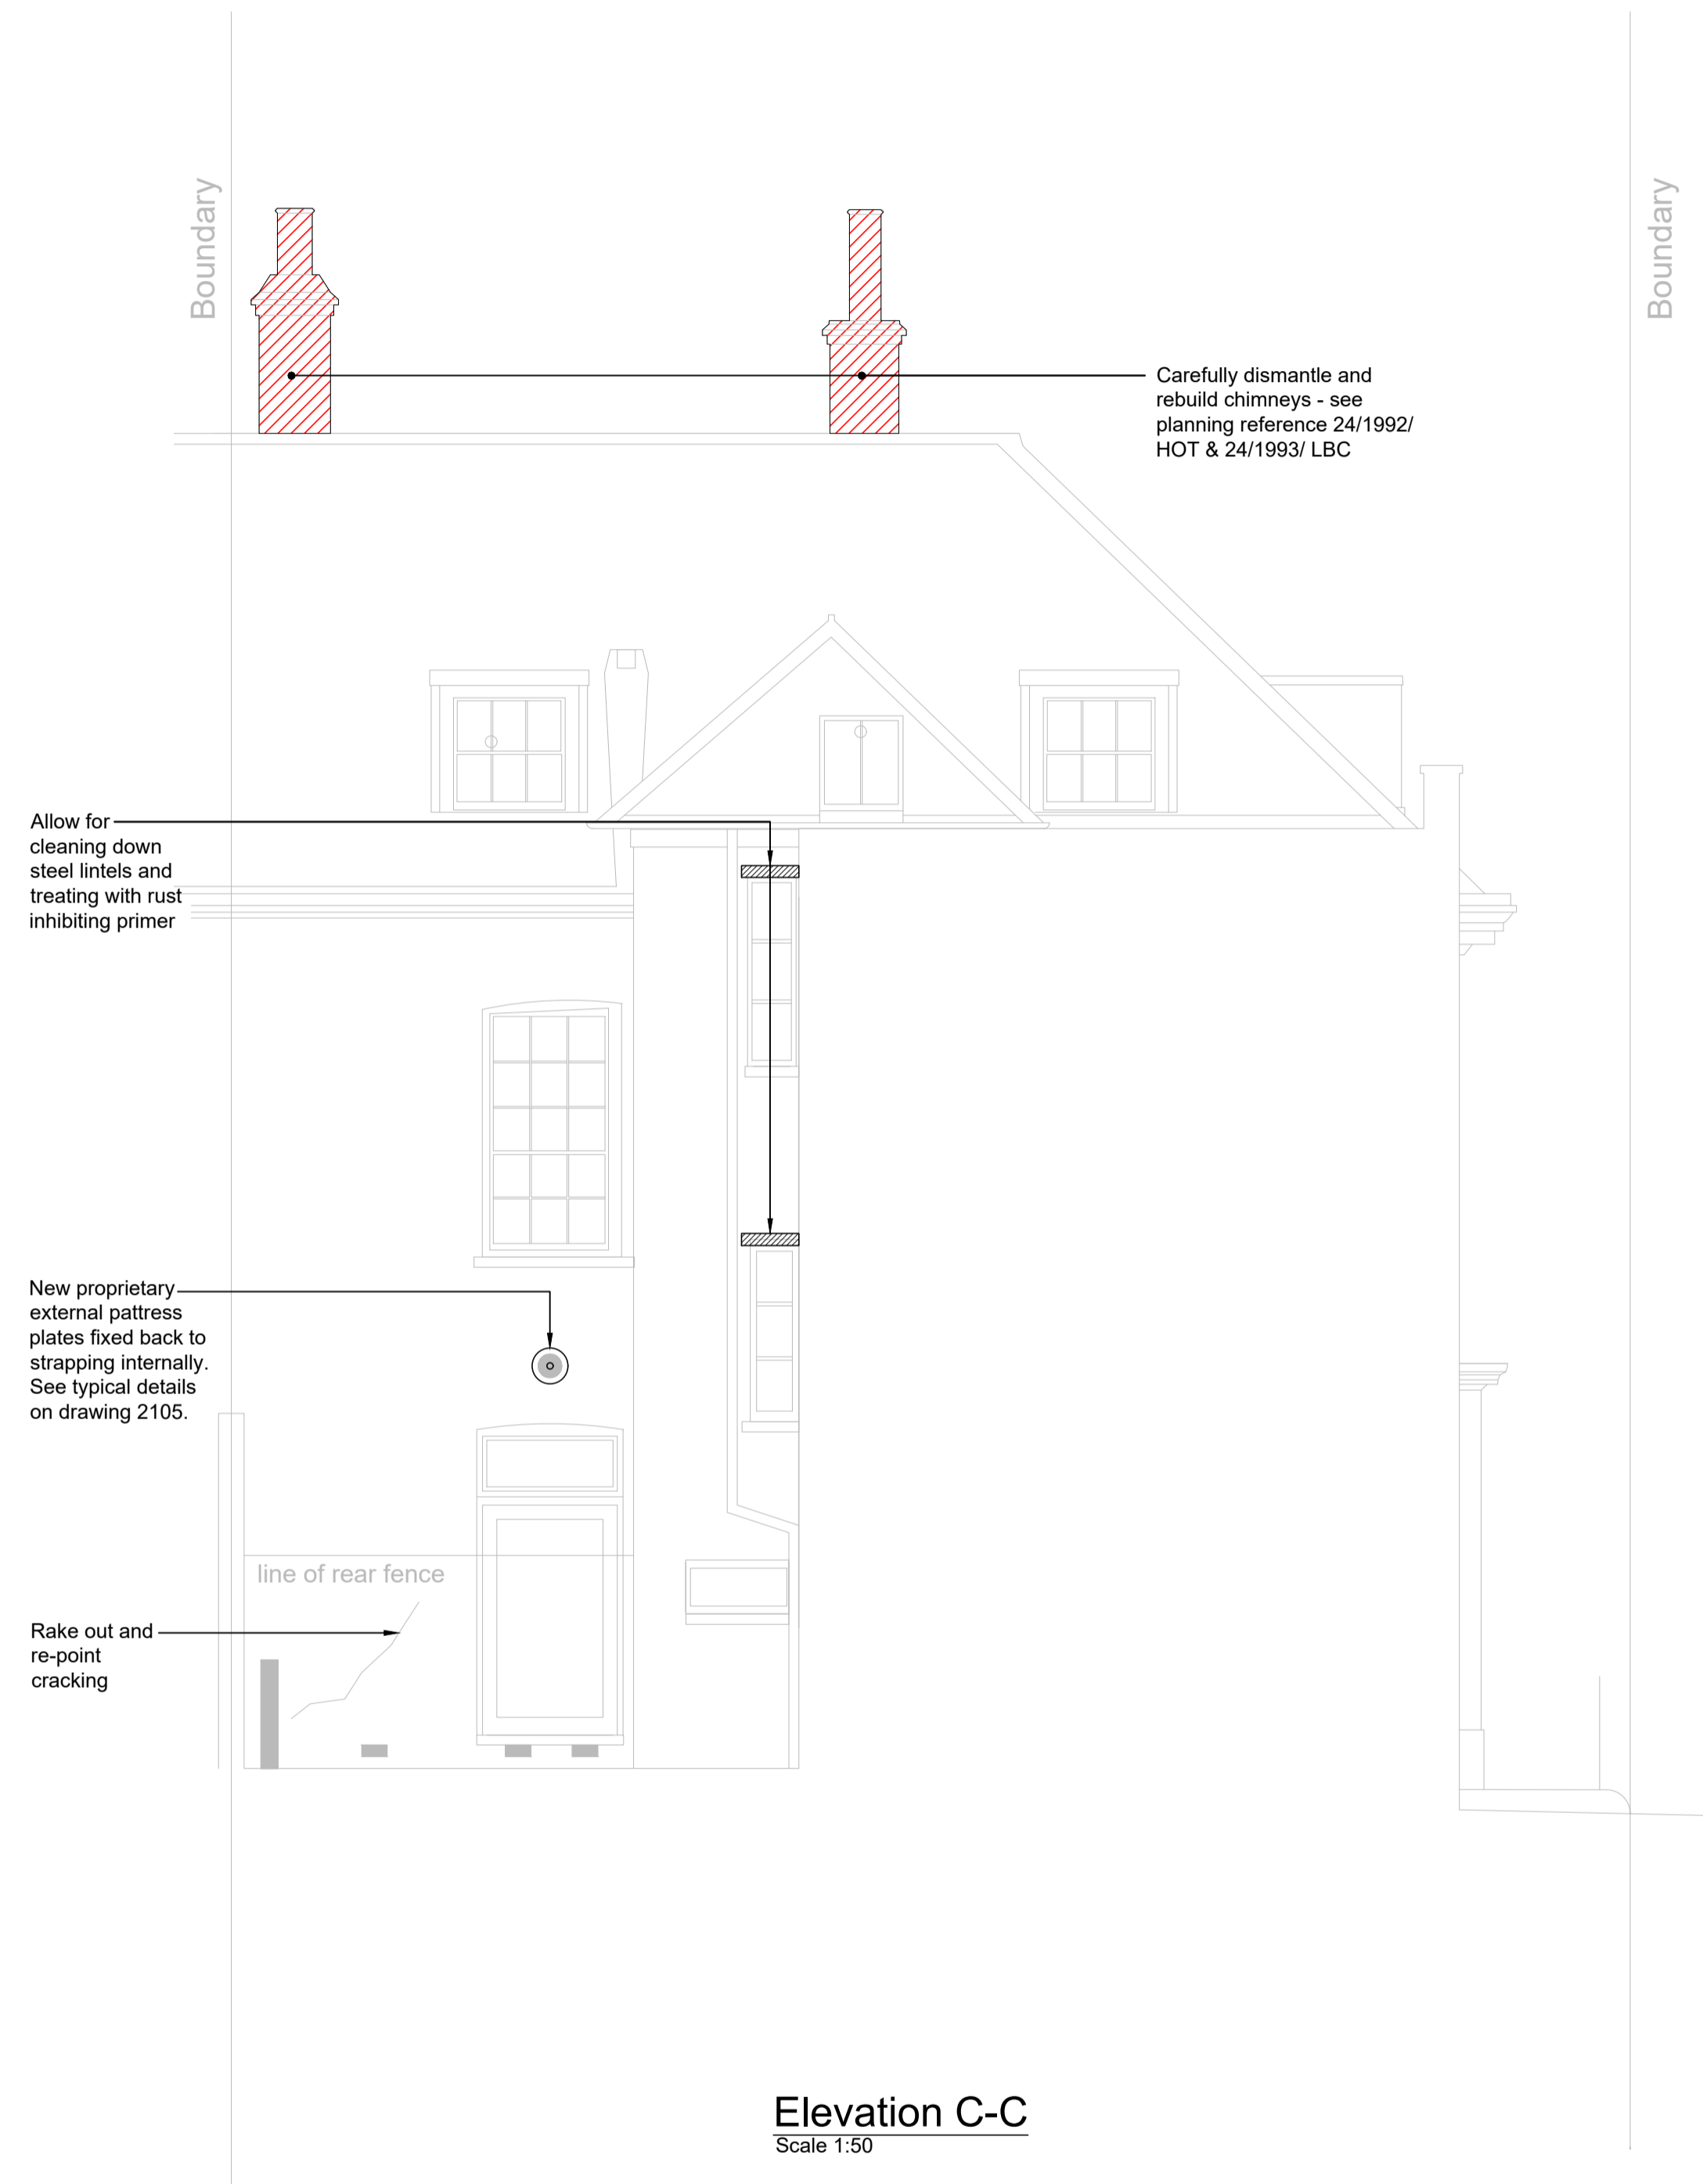 Boundary
Boundary
Carefully dismantle and
rebuild chimneys - see
planning reference 24/1992/
HOT & 24/1993/ LBC
Allow for
cleaning down
steel lintels and
treating with rust
inhibiting primer
New proprietary
external pattress
plates fixed back to
strapping internally.
See typical details
on drawing 2105.
line of rear fence
Rake out and
re-point
cracking
Elevation C-C
Scale 1:50